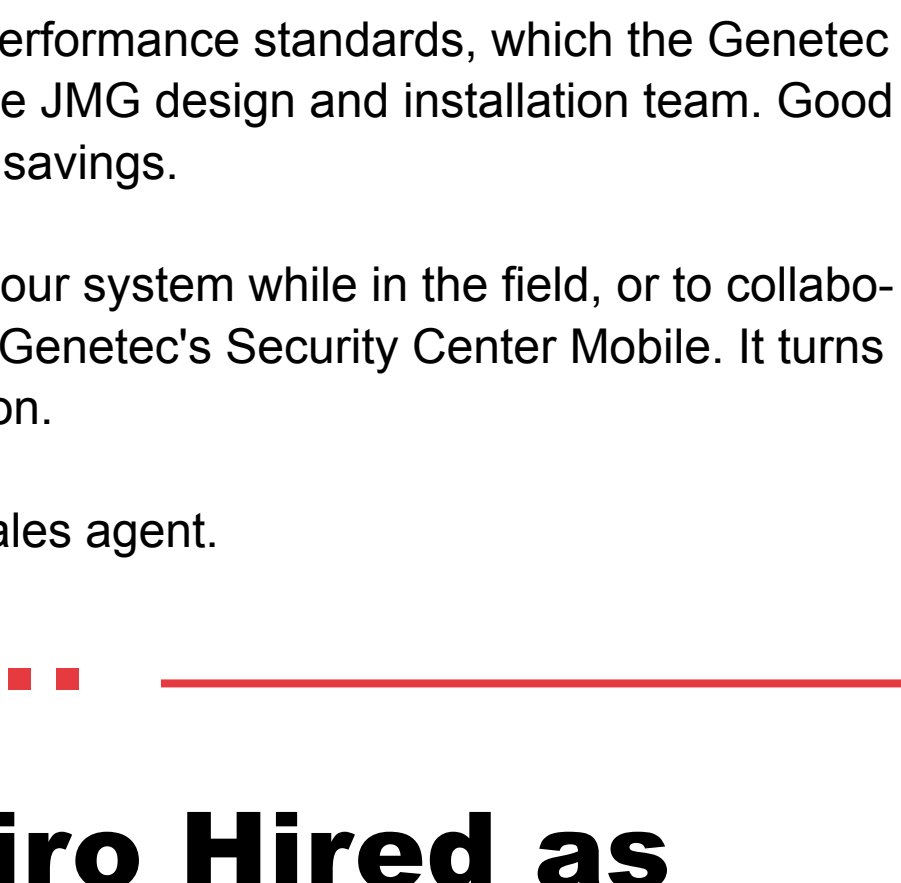 erformance standards, which the Genetec
e JMG design and installation team. Good
savings.
our system while in the field, or to collabo-
Genetec's Security Center Mobile. It turns
on.
ales agent.
iro Hired as